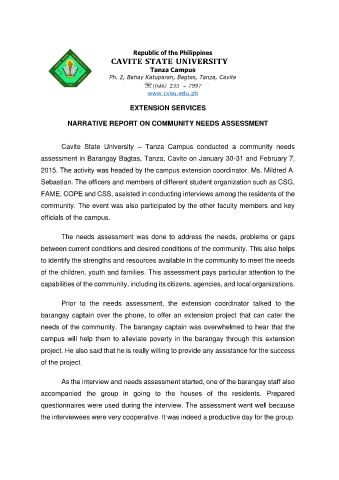 Republic of the Philippines
CAVITE STATE UNIVERSITY
Tanza Campus
Ph. 2, Bahay Katuparan, Bagtas, Tanza, Cavite
☏ (046) 235 – 7997
www.cvsu.edu.ph
EXTENSION SERVICES
NARRATIVE REPORT ON COMMUNITY NEEDS ASSESSMENT
Cavite State University – Tanza Campus conducted a community needs
assessment in Barangay Bagtas, Tanza, Cavite on January 30-31 and February 7,
2015. The activity was headed by the campus extension coordinator, Ms. Mildred A.
Sebastian. The officers and members of different student organization such as CSG,
FAME, COPE and CSS, assisted in conducting interviews among the residents of the
community. The event was also participated by the other faculty members and key
officials of the campus.
The needs assessment was done to address the needs, problems or gaps
between current conditions and desired conditions of the community. This also helps
to identify the strengths and resources available in the community to meet the needs
of the children, youth and families. This assessment pays particular attention to the
capabilities of the community, including its citizens, agencies, and local organizations.
Prior to the needs assessment, the extension coordinator talked to the
barangay captain over the phone, to offer an extension project that can cater the
needs of the community. The barangay captain was overwhelmed to hear that the
campus will help them to alleviate poverty in the barangay through this extension
project. He also said that he is really willing to provide any assistance for the success
of the project.
As the interview and needs assessment started, one of the barangay staff also
accompanied the group in going to the houses of the residents. Prepared
questionnaires were used during the interview. The assessment went well because
the interviewees were very cooperative. It was indeed a productive day for the group.